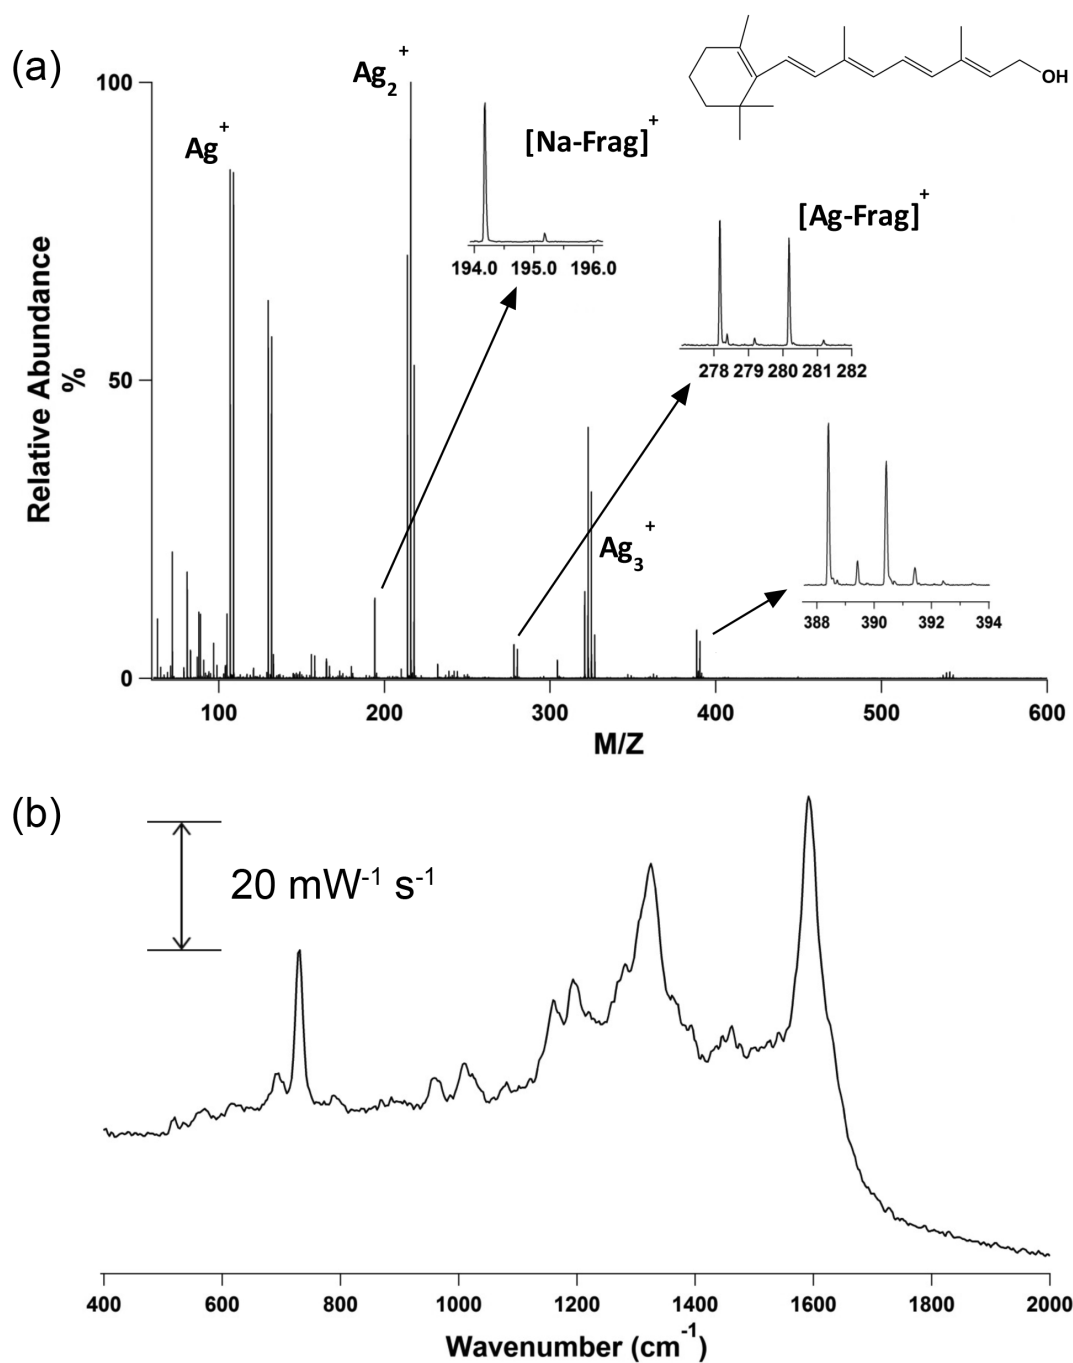 (a)
OH
100
50
0
Relative Abundance
%
Ag⁺
Ag₂⁺
[Na-Frag]⁺
194.0 195.0 196.0
[Ag-Frag]⁺
278 279 280 281 282
Ag₃⁺
388 390 392 394
100 200 300 400 500 600
M/Z
(b)
20 mW⁻¹ s⁻¹
400 600 800 1000 1200 1400 1600 1800 2000
Wavenumber (cm⁻¹)